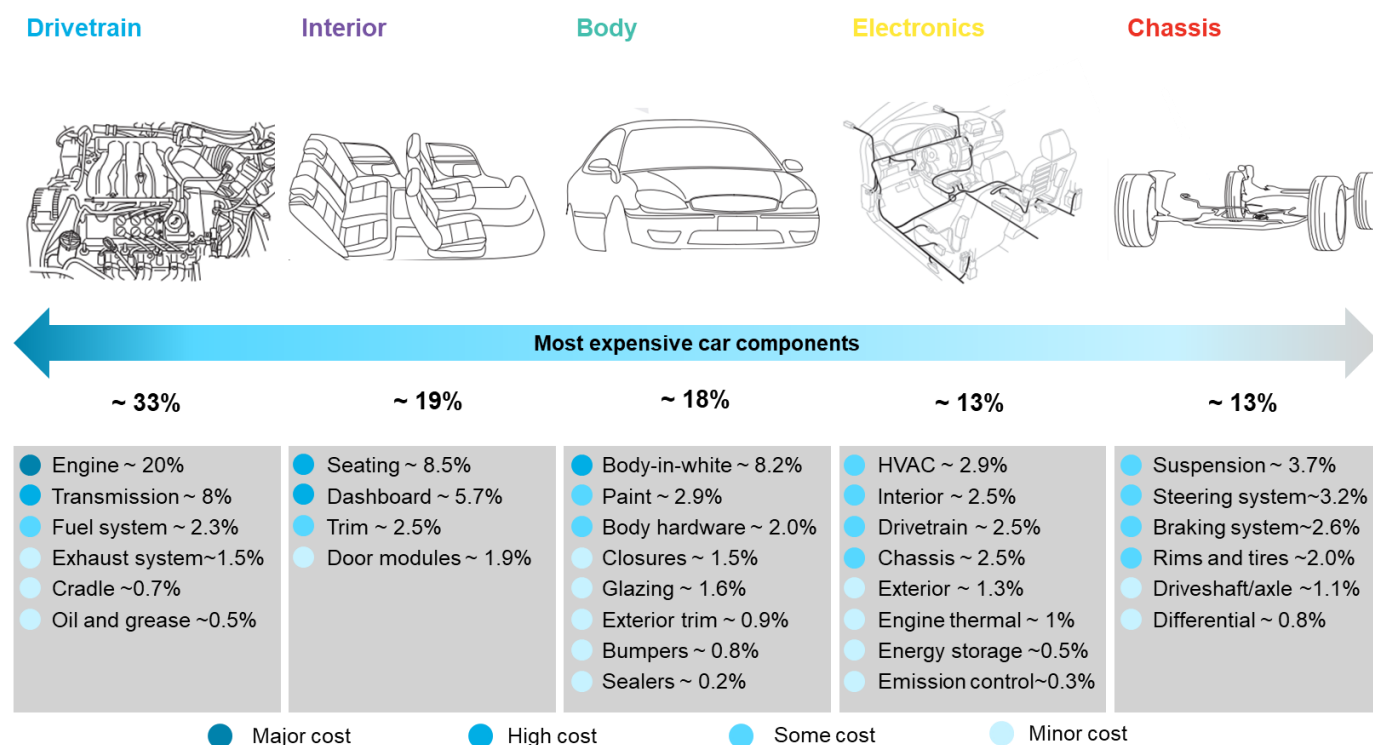 Drivetrain
Interior
Body
Electronics
Chassis
Most expensive car components
~ 33%
~ 19%
~ 18%
~ 13%
~ 13%
Engine ~ 20%
Transmission ~ 8%
Fuel system ~ 2.3%
Exhaust system~1.5%
Cradle ~0.7%
Oil and grease ~0.5%
Seating ~ 8.5%
Dashboard ~ 5.7%
Trim ~ 2.5%
Door modules ~ 1.9%
Body-in-white ~ 8.2%
Paint ~ 2.9%
Body hardware ~ 2.0%
Closures ~ 1.5%
Glazing ~ 1.6%
Exterior trim ~ 0.9%
Bumpers ~ 0.8%
Sealers ~ 0.2%
HVAC ~ 2.9%
Interior ~ 2.5%
Drivetrain ~ 2.5%
Chassis ~ 2.5%
Exterior ~ 1.3%
Engine thermal ~ 1%
Energy storage ~0.5%
Emission control~0.3%
Suspension ~ 3.7%
Steering system~3.2%
Braking system~2.6%
Rims and tires ~2.0%
Driveshaft/axle ~1.1%
Differential ~ 0.8%
Major cost
High cost
Some cost
Minor cost